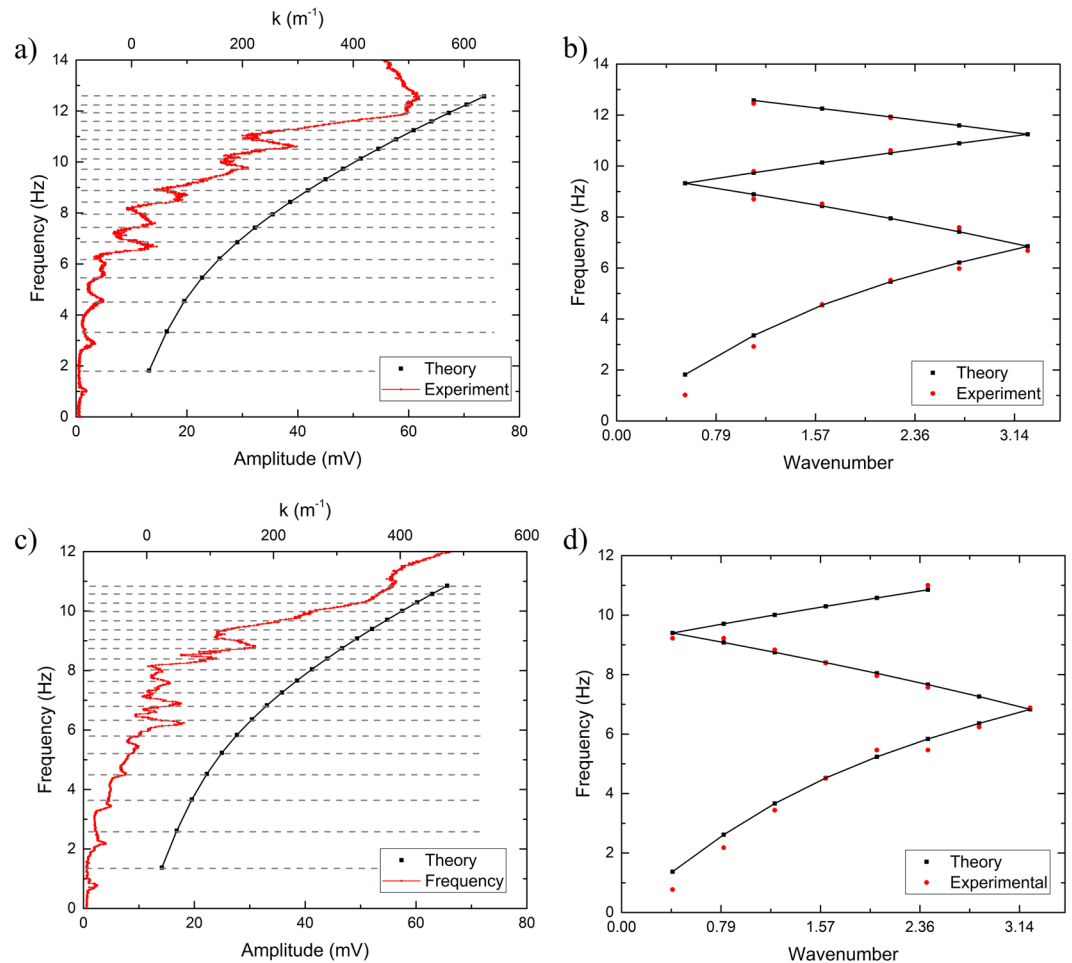 a)
k (m⁻¹)
0 200 400 600
14
12
10
8
6
4
2
0
Frequency (Hz)
Theory
Experiment
0 20 40 60 80
Amplitude (mV)
b)
14
12
10
8
6
4
2
0
Frequency (Hz)
Theory
Experiment
0.00 0.79 1.57 2.36 3.14
Wavenumber
c)
k (m⁻¹)
0 200 400 600
12
10
8
6
4
2
0
Frequency (Hz)
Theory
Frequency
0 20 40 60 80
Amplitude (mV)
d)
12
10
8
6
4
2
0
Frequency (Hz)
Theory
Experimental
0.00 0.79 1.57 2.36 3.14
Wavenumber